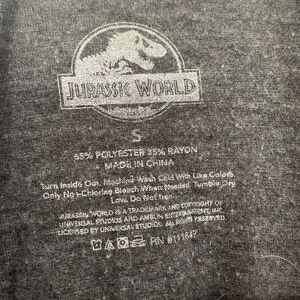 JURASSIC WORLD
S
65% POLYESTER 35% RAYON
MADE IN CHINA
Turn Inside Out. Machine Wash Cold With Like Colors.
Only Non-Chlorine Bleach When Needed. Tumble Dry
Low. Do Not Iron.
JURASSIC WORLD IS A TRADEMARK AND COPYRIGHT OF
UNIVERSAL STUDIOS AND AMBLIN ENTERTAINMENT, INC.
LICENSED BY UNIVERSAL STUDIOS. ALL RIGHTS RESERVED.
RN #111847